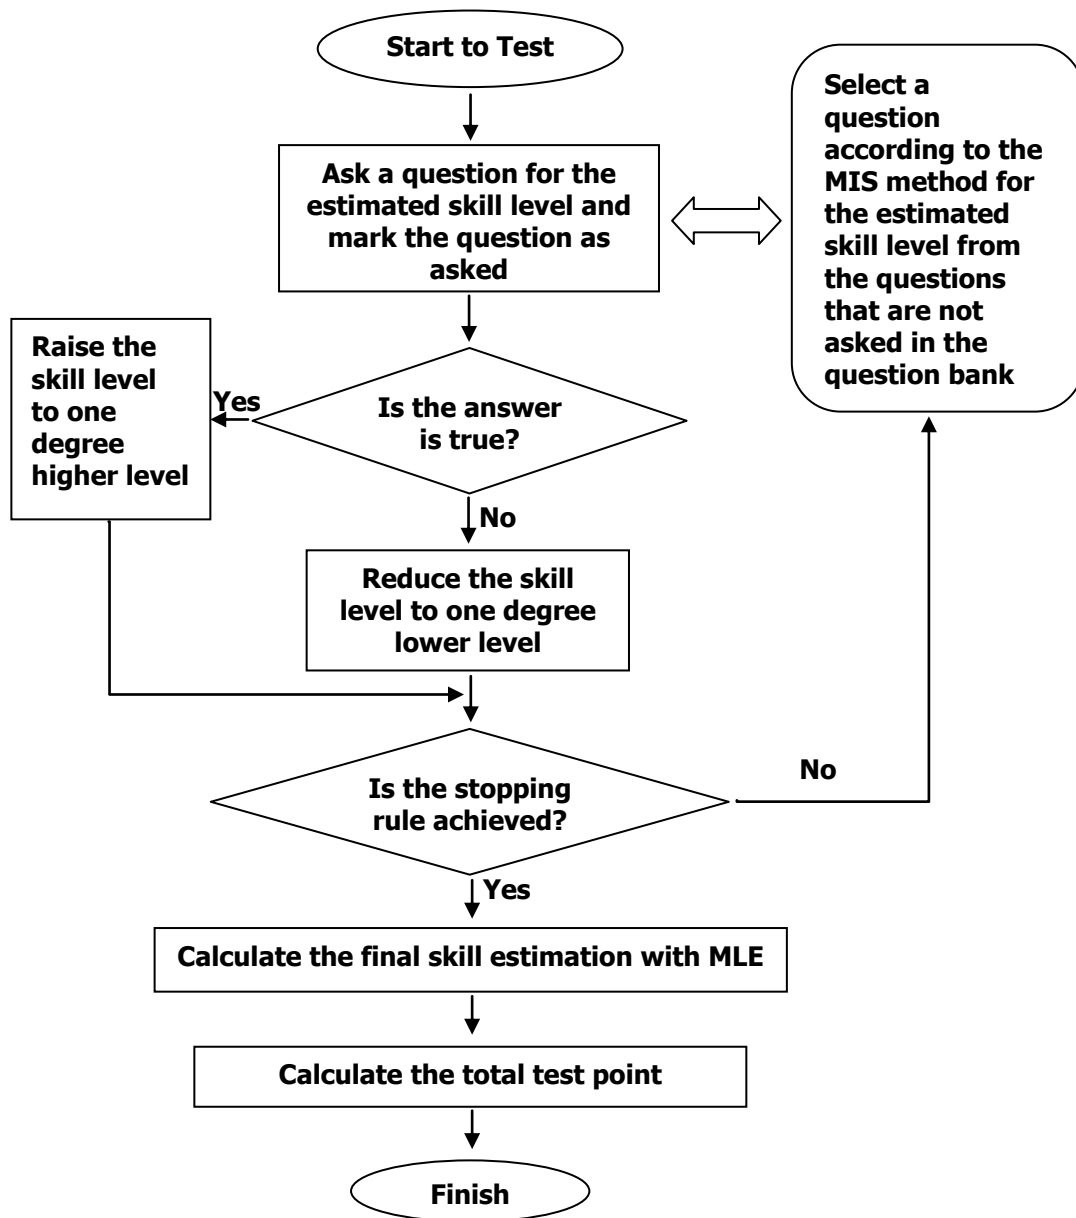 Start to Test
Ask a question for the
estimated skill level and
mark the question as
asked
Select a
question
according to the
MIS method for
the estimated
skill level from
the questions
that are not
asked in the
question bank
Is the answer
is true?
Yes
Raise the
skill level
to one
degree
higher level
No
Reduce the skill
level to one degree
lower level
Is the stopping
rule achieved?
No
Yes
Calculate the final skill estimation with MLE
Calculate the total test point
Finish